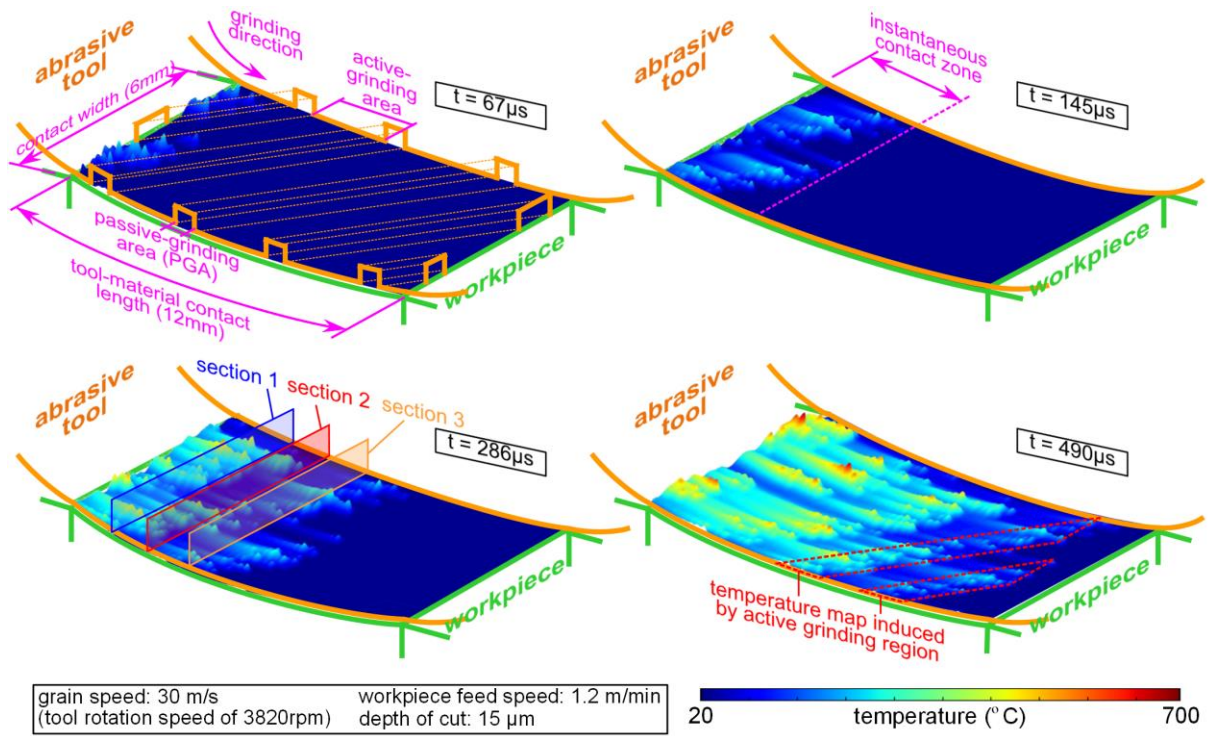 abrasive
tool
grinding
direction
active-
grinding
area
t = 67µs
contact width (6mm)
passive-grinding
area (PGA)
tool-material contact
length (12mm)
workpiece
abrasive
tool
instantaneous
contact zone
t = 145µs
workpiece
abrasive
tool
section 1
section 2
section 3
t = 286µs
workpiece
abrasive
tool
t = 490µs
temperature map induced
by active grinding region
workpiece
grain speed: 30 m/s
(tool rotation speed of 3820rpm)
workpiece feed speed: 1.2 m/min
depth of cut: 15 µm
20
temperature (°C)
700